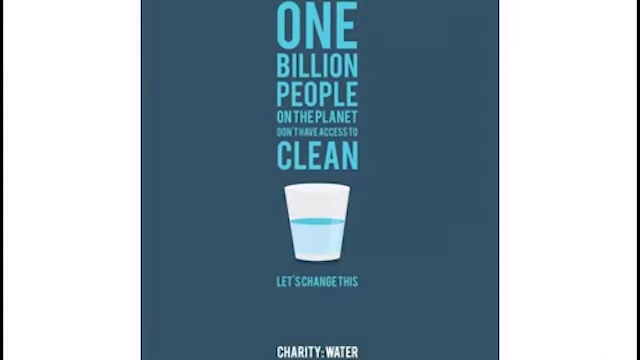 ONE
BILLION
PEOPLE
ON THE PLANET
DON'T HAVE ACCESS TO
CLEAN
LET'S CHANGE THIS
CHARITY: WATER